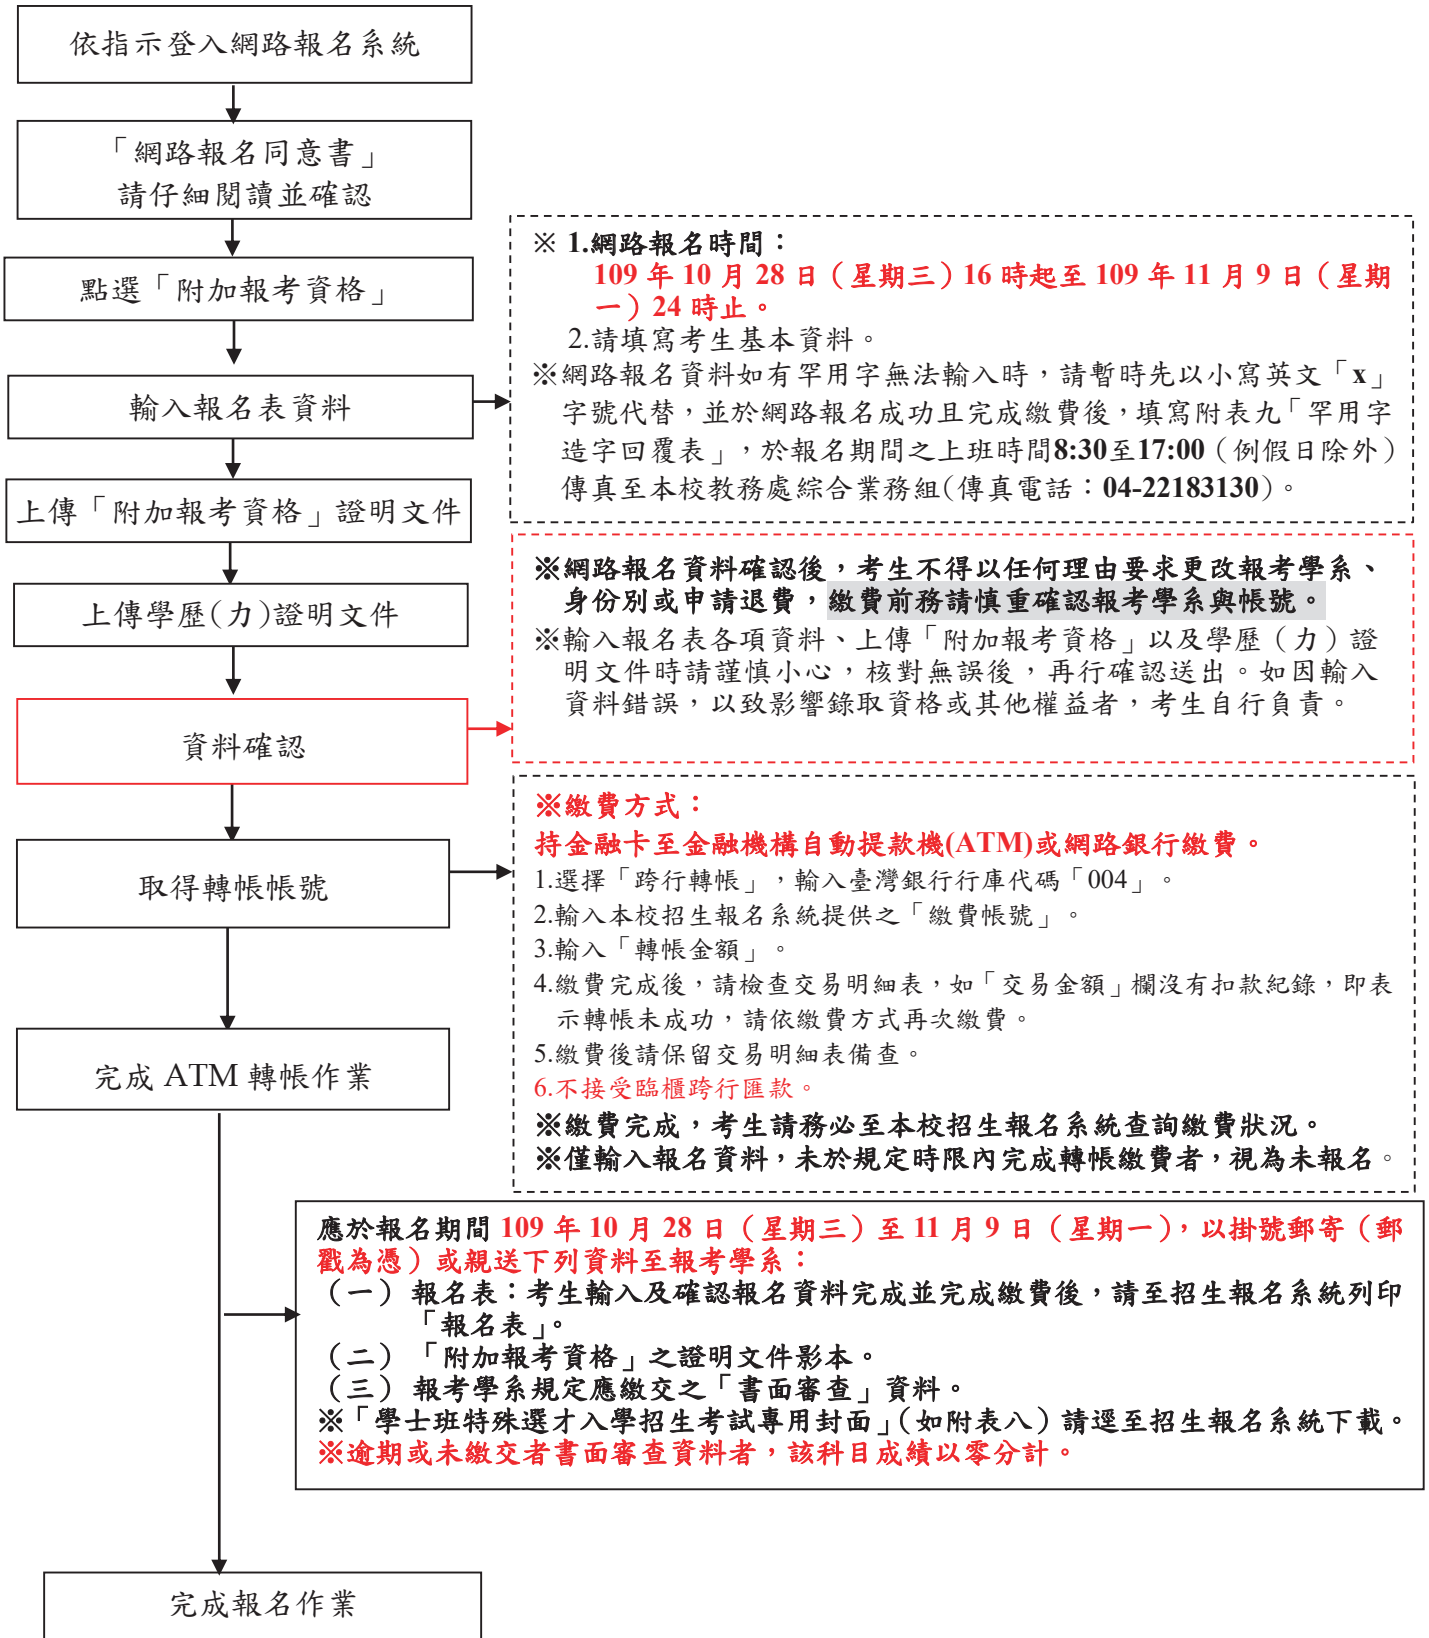 依指示登入網路報名系統
「網路報名同意書」
請仔細閱讀並確認
點選「附加報考資格」
輸入報名表資料
※ 1.網路報名時間：
109 年 10 月 28 日（星期三）16 時起至 109 年 11 月 9 日（星期
一）24 時止。
2.請填寫考生基本資料。
※網路報名資料如有罕用字無法輸入時，請暫時先以小寫英文「x」
字號代替，並於網路報名成功且完成繳費後，填寫附表九「罕用字
造字回覆表」，於報名期間之上班時間8:30至17:00（例假日除外）
傳真至本校教務處綜合業務組(傳真電話：04-22183130)。
上傳「附加報考資格」證明文件
上傳學歷(力)證明文件
資料確認
※網路報名資料確認後，考生不得以任何理由要求更改報考學系、
身份別或申請退費，繳費前務請慎重確認報考學系與帳號。
※輸入報名表各項資料、上傳「附加報考資格」以及學歷（力）證
明文件時請謹慎小心，核對無誤後，再行確認送出。如因輸入
資料錯誤，以致影響錄取資格或其他權益者，考生自行負責。
取得轉帳帳號
※繳費方式：
持金融卡至金融機構自動提款機(ATM)或網路銀行繳費。
1.選擇「跨行轉帳」，輸入臺灣銀行行庫代碼「004」。
2.輸入本校招生報名系統提供之「繳費帳號」。
3.輸入「轉帳金額」。
4.繳費完成後，請檢查交易明細表，如「交易金額」欄沒有扣款紀錄，即表
示轉帳未成功，請依繳費方式再次繳費。
5.繳費後請保留交易明細表備查。
6.不接受臨櫃跨行匯款。
※繳費完成，考生請務必至本校招生報名系統查詢繳費狀況。
※僅輸入報名資料，未於規定時限內完成轉帳繳費者，視為未報名。
完成 ATM 轉帳作業
應於報名期間 109 年 10 月 28 日（星期三）至 11 月 9 日（星期一），以掛號郵寄（郵
戳為憑）或親送下列資料至報考學系：
（一） 報名表：考生輸入及確認報名資料完成並完成繳費後，請至招生報名系統列印
「報名表」。
（二） 「附加報考資格」之證明文件影本。
（三） 報考學系規定應繳交之「書面審查」資料。
※「學士班特殊選才入學招生考試專用封面」（如附表八）請逕至招生報名系統下載。
※逾期或未繳交者書面審查資料者，該科目成績以零分計。
完成報名作業